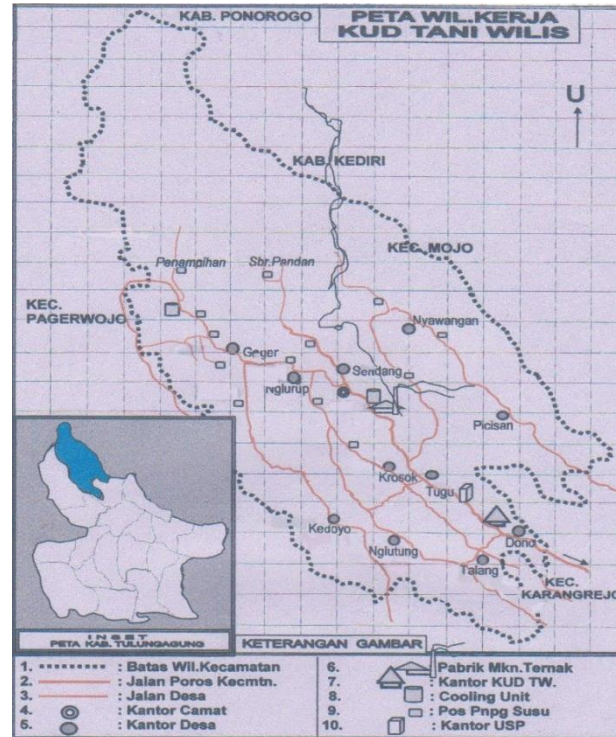 KAB. PONOROGO
PETA WIL.KERJA
KUD TANI WILIS
U
KAB. KEDIRI
KEC. MOJO
Penampihan
Sbr.Pandan
KEC.
PAGERWOJO
Nyawangan
Geger
Sendang
Nglurup
Picisan
Krosok
Tugu
Kedoyo
Dono
Nglutung
Talang
KEC.
KARANGREJO
INSET
PETA KAB. TULUNGAGUNG
KETERANGAN GAMBAR
1. : Batas Wil.Kecamatan
2. : Jalan Poros Kecmtn.
3. : Jalan Desa
4. : Kantor Camat
5. : Kantor Desa
6. : Pabrik Mkn.Ternak
7. : Kantor KUD TW.
8. : Cooling Unit
9. : Pos Pnpg Susu
10. : Kantor USP